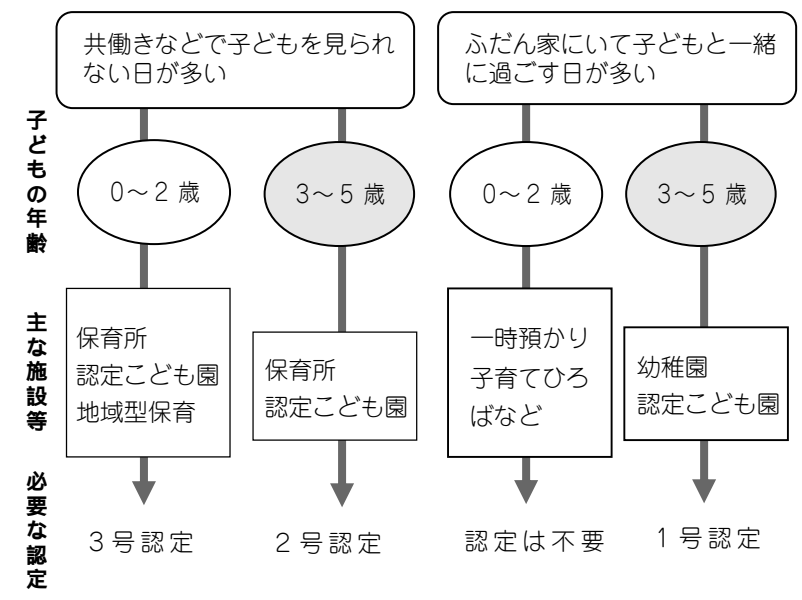 共働きなどで子どもを見られ
ない日が多い
ふだん家にいて子どもと一緒
に過ごす日が多い
子どもの年齢
0〜2 歳
3〜5 歳
0〜2 歳
3〜5 歳
主な施設等
保育所
認定こども園
地域型保育
保育所
認定こども園
一時預かり
子育てひろ
ばなど
幼稚園
認定こども園
必要な認定
3号認定
2号認定
認定は不要
1号認定